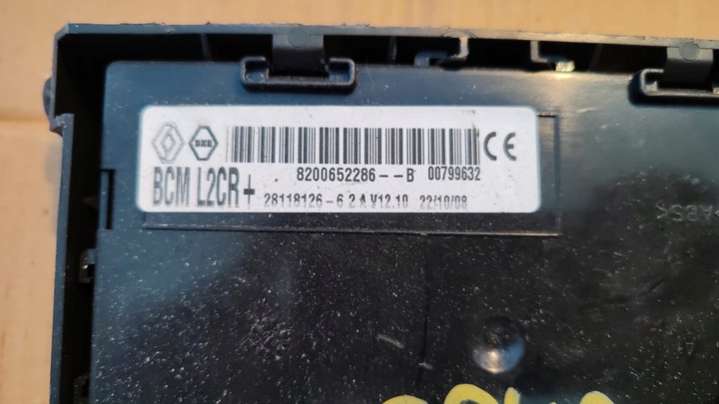 8200652286--B 00799632
BCM L2CR+ 28118126-6 2 A V12.10 22/10/08